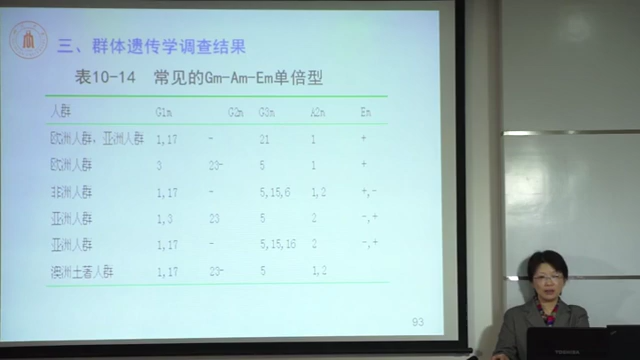 三、群体遗传学调查结果
表10-14 常见的Gm-Am-Em单倍型
人群 G1m G2m G3m A2m Em
欧洲人群，亚洲人群 1,17 - 21 1 +
欧洲人群 3 23- 5 1 +
非洲人群 1,17 - 5,15,6 1,2 +,-
亚洲人群 1,3 23 5 2 -,+
亚洲人群 1,17 - 5,15,16 2 -,+
澳洲土著人群 1,17 23- 5 1,2
93
TOSHIBA